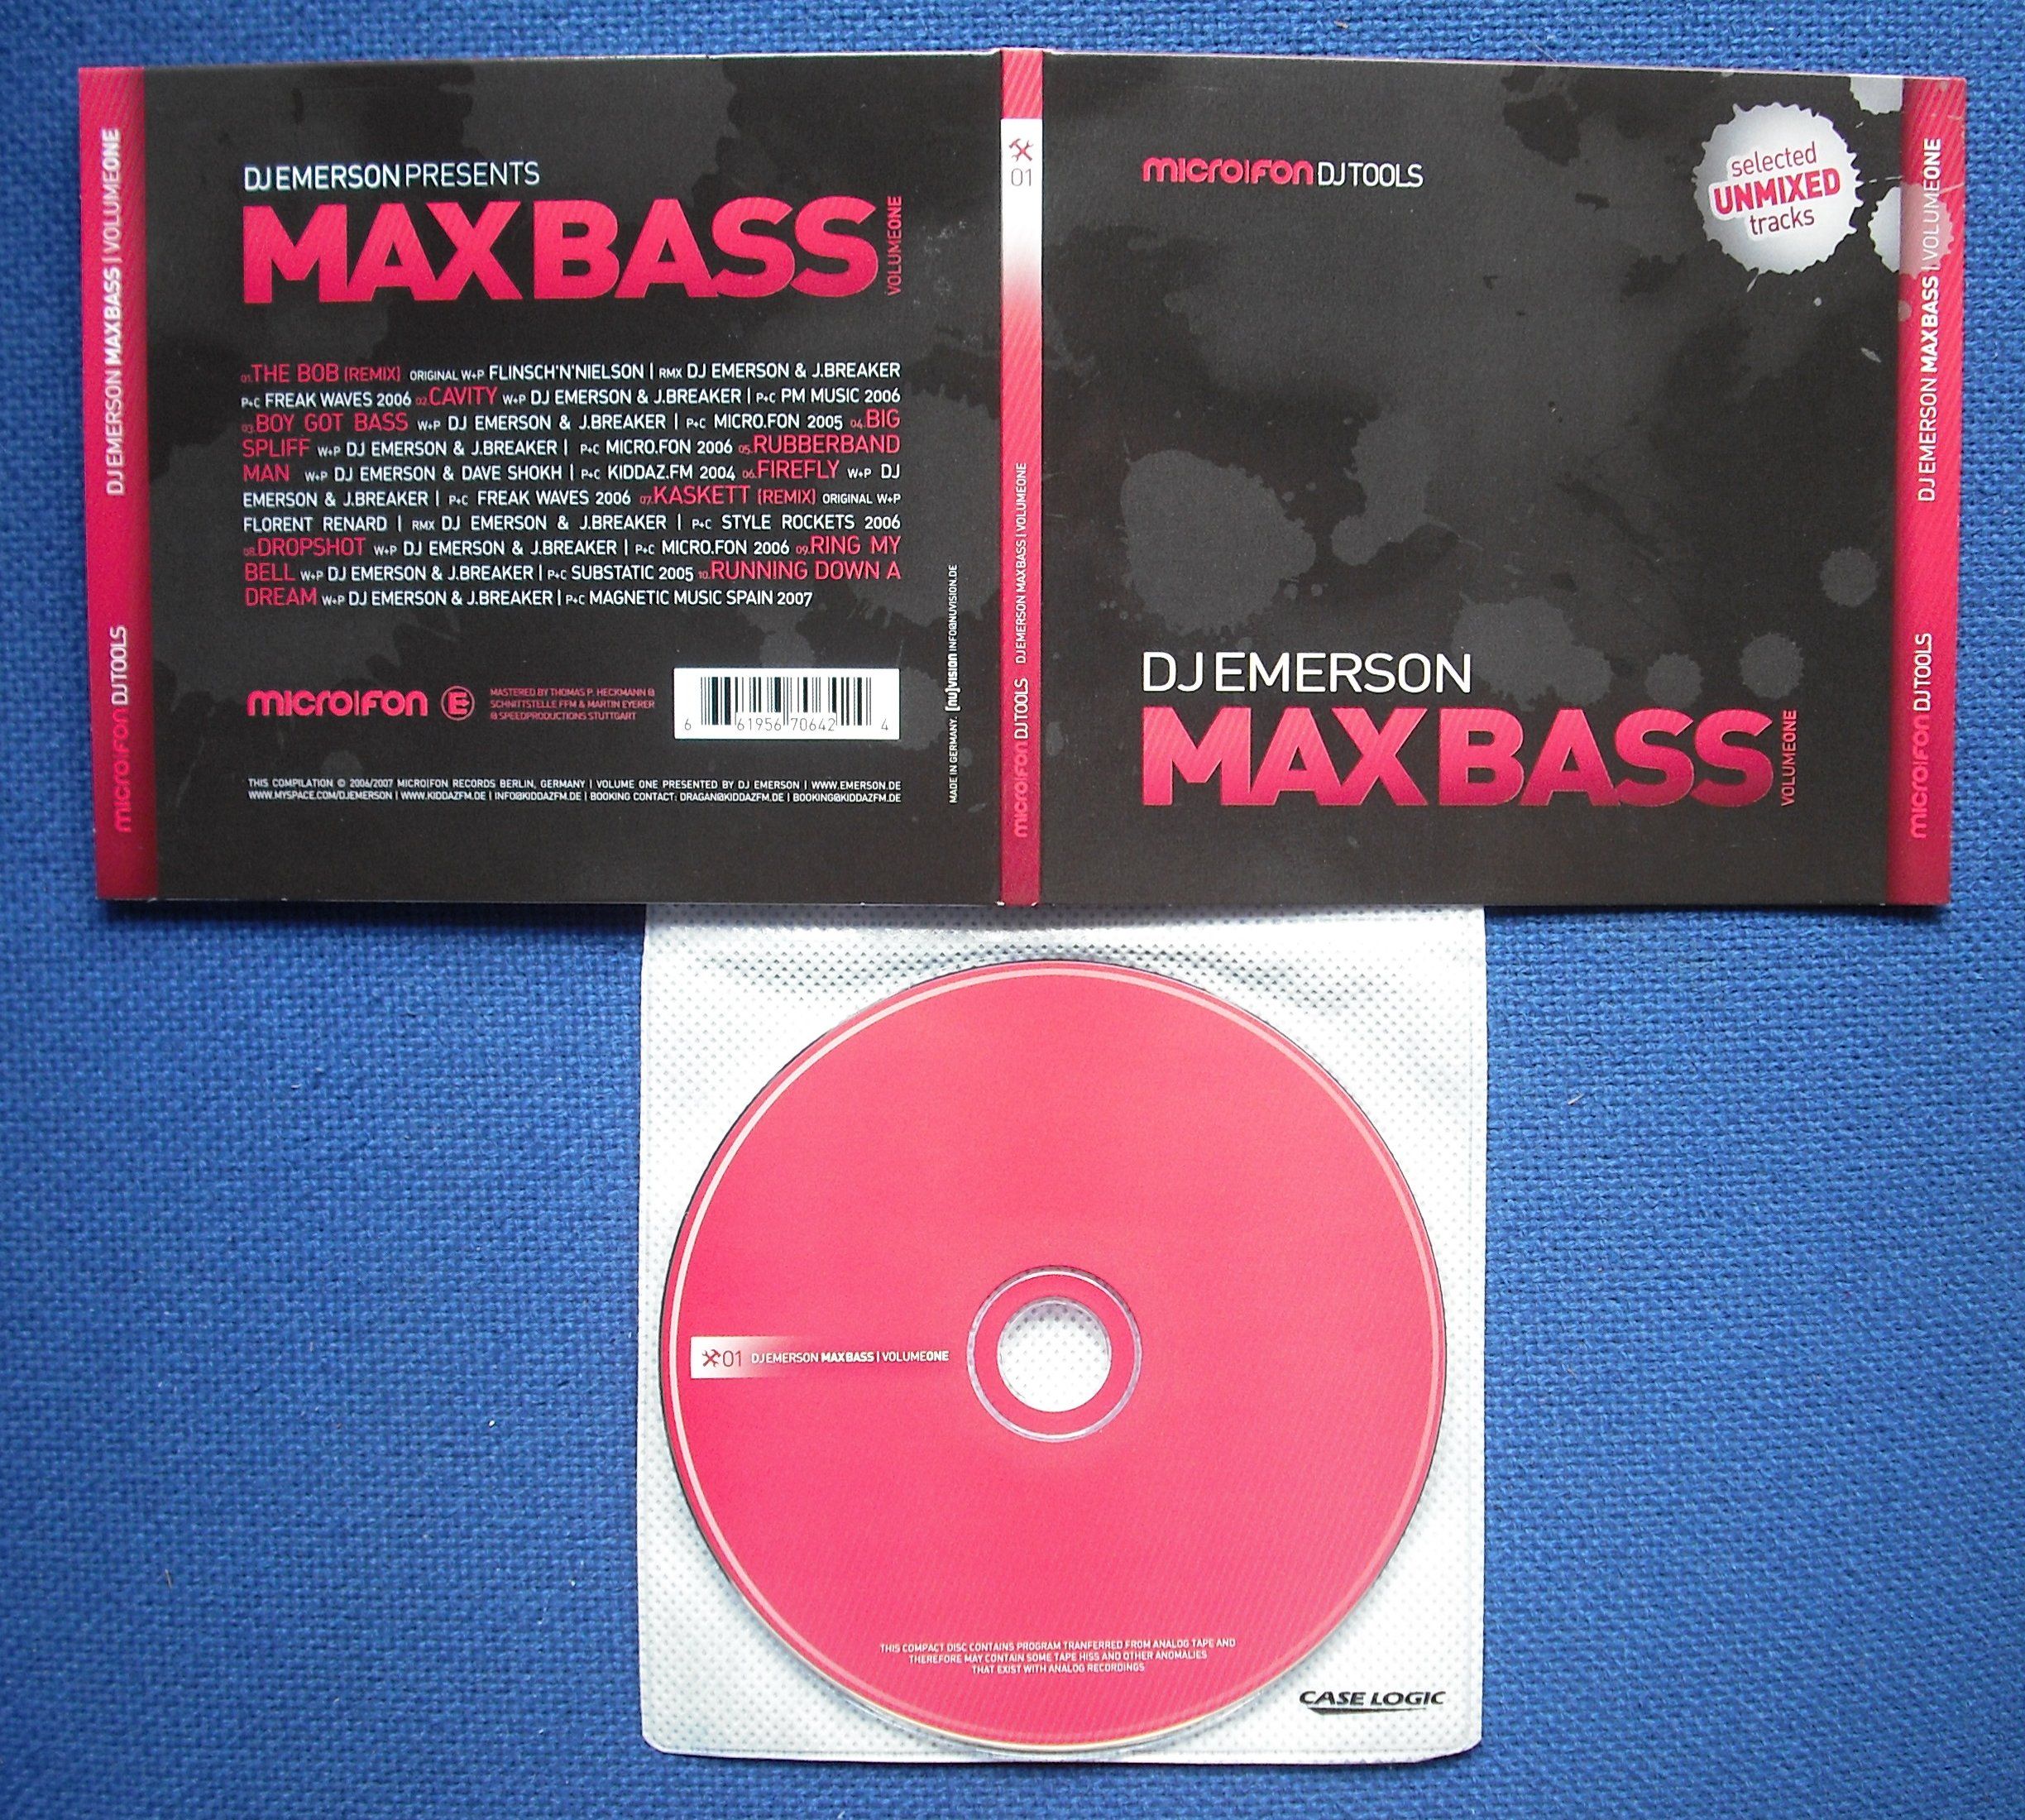 DJ EMERSON MAXBASS | VOLUMEONE
micro|fon DJTOOLS
DJEMERSONPRESENTS
MAXBASS
VOLUMEONE
01.THE BOB (REMIX) ORIGINAL W+P FLINSCH'N'NIELSON | RMX DJ EMERSON & J.BREAKER
P+C FREAK WAVES 2006 02.CAVITY W+P DJ EMERSON & J.BREAKER | P+C PM MUSIC 2006
03.BOY GOT BASS W+P DJ EMERSON & J.BREAKER | P+C MICRO.FON 2005 04.BIG
SPLIFF W+P DJ EMERSON & J.BREAKER | P+C MICRO.FON 2006 05.RUBBERBAND
MAN W+P DJ EMERSON & DAVE SHOKH | P+C KIDDAZ.FM 2004 06.FIREFLY W+P DJ
EMERSON & J.BREAKER | P+C FREAK WAVES 2006 07.KASKETT (REMIX) ORIGINAL W+P
FLORENT RENARD | RMX DJ EMERSON & J.BREAKER | P+C STYLE ROCKETS 2006
08.DROPSHOT W+P DJ EMERSON & J.BREAKER | P+C MICRO.FON 2006 09.RING MY
BELL W+P DJ EMERSON & J.BREAKER | P+C SUBSTATIC 2005 10.RUNNING DOWN A
DREAM W+P DJ EMERSON & J.BREAKER | P+C MAGNETIC MUSIC SPAIN 2007
micro|fon E
MASTERED BY THOMAS P. HECKMANN @
SCHNITTSTELLE FFM & MARTIN EYERER
@ SPEEDPRODUCTIONS STUTTGART
6 61956 70642 4
THIS COMPILATION © 2006/2007 MICRO|FON RECORDS BERLIN, GERMANY | VOLUME ONE PRESENTED BY DJ EMERSON | WWW.EMERSON.DE
WWW.MYSPACE.COM/DJEMERSON | WWW.KIDDAZFM.DE | INFO@KIDDAZFM.DE | BOOKING CONTACT: DRAGAN@KIDDAZFM.DE | BOOKING@KIDDAZFM.DE
MADE IN GERMANY. [nu]vision INFO@NUVISION.DE
01
micro|fon DJTOOLS DJ EMERSON MAXBASS | VOLUMEONE
micro|fon DJTOOLS
selected
UNMIXED
tracks
DJ EMERSON
MAXBASS
VOLUMEONE
DJ EMERSON MAXBASS | VOLUMEONE
micro|fon DJTOOLS
01 DJ EMERSON MAXBASS | VOLUMEONE
THIS COMPACT DISC CONTAINS PROGRAM TRANFERRED FROM ANALOG TAPE AND
THEREFORE MAY CONTAIN SOME TAPE HISS AND OTHER ANOMALIES
THAT EXIST WITH ANALOG RECORDINGS
CASE LOGIC